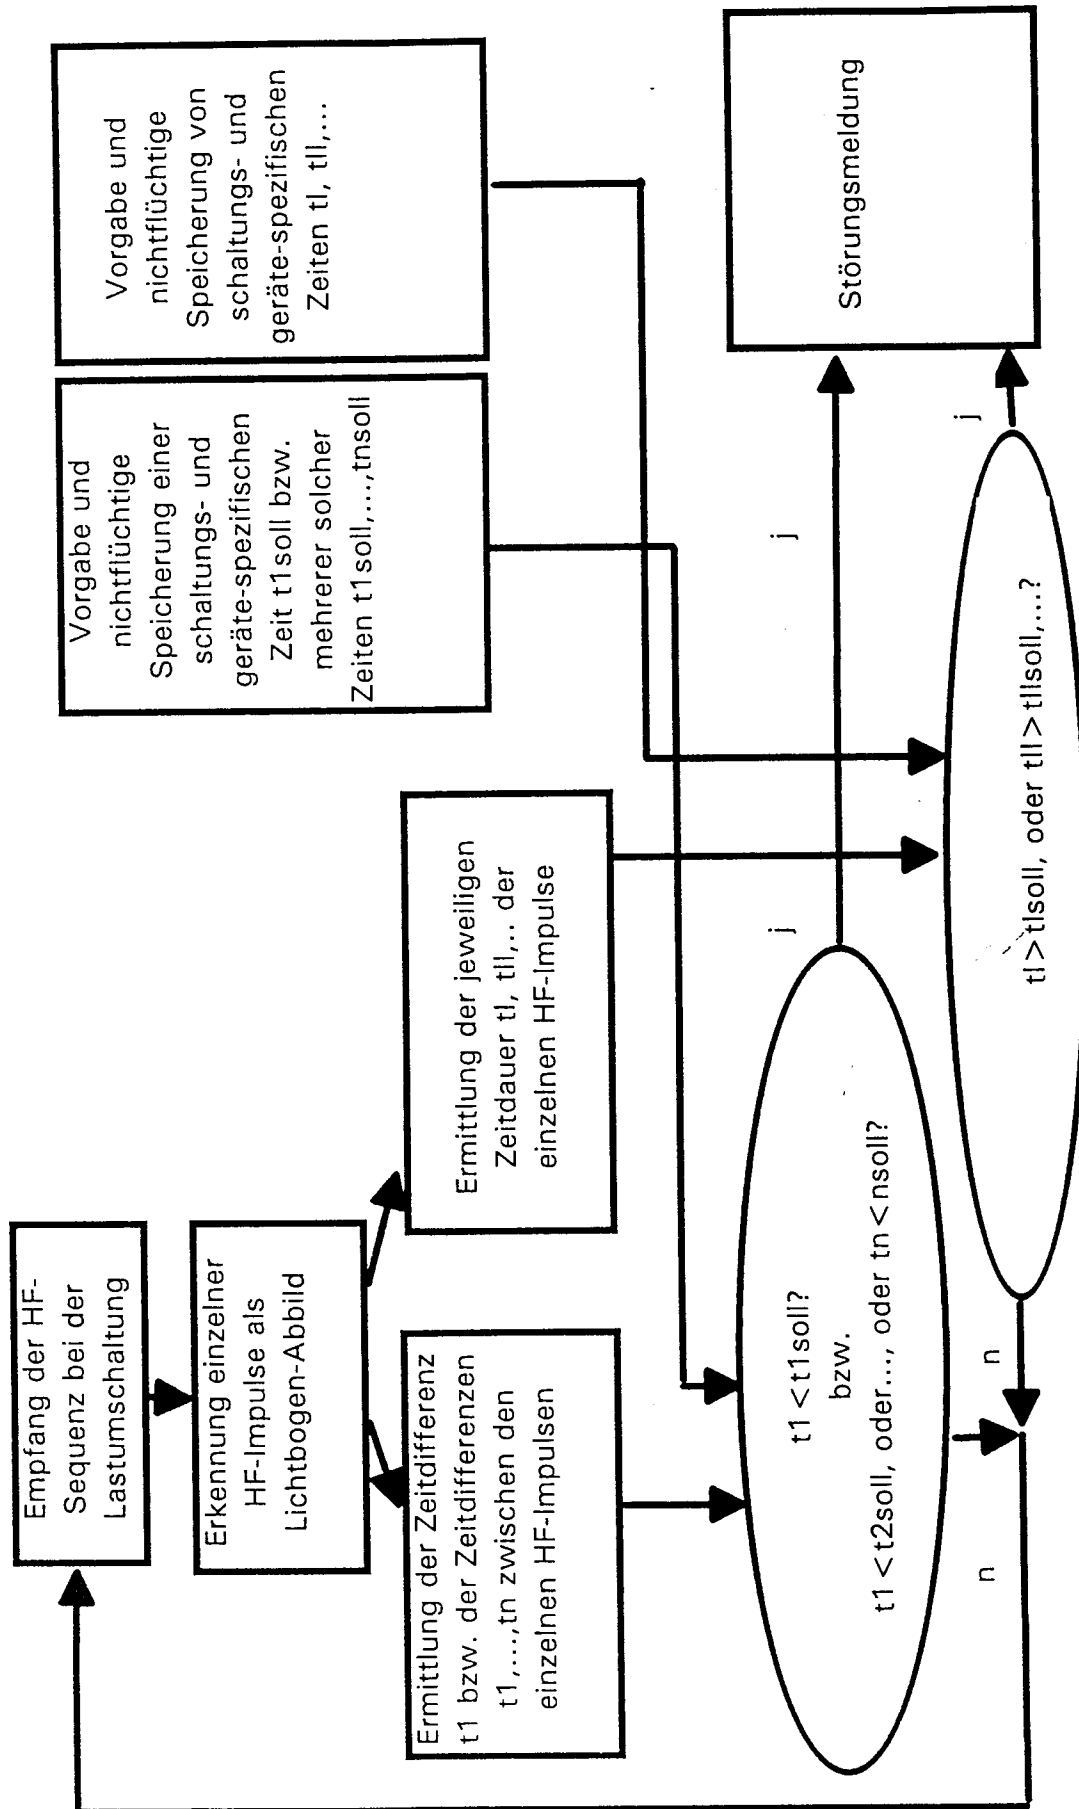 Empfang der HF-
Sequenz bei der
Lastumschaltung
Erkennung einzelner
HF-Impulse als
Lichtbogen-Abbild
Ermittlung der Zeitdifferenz
t1 bzw. der Zeitdifferenzen
t1,...,tn zwischen den
einzelnen HF-Impulsen
Ermittlung der jeweiligen
Zeitdauer tI, tII,.. der
einzelnen HF-Impulse
Vorgabe und
nichtflüchtige
Speicherung einer
schaltungs- und
geräte-spezifischen
Zeit t1soll bzw.
mehrerer solcher
Zeiten t1soll,...,tnsoll
Vorgabe und
nichtflüchtige
Speicherung von
schaltungs- und
geräte-spezifischen
Zeiten tI, tII,...
t1<t1soll?
bzw.
t1<t2soll, oder..., oder tn<nsoll?
j
j
n
tI>tIsoll, oder tII>tIIsoll,...?
j
n
Störungsmeldung